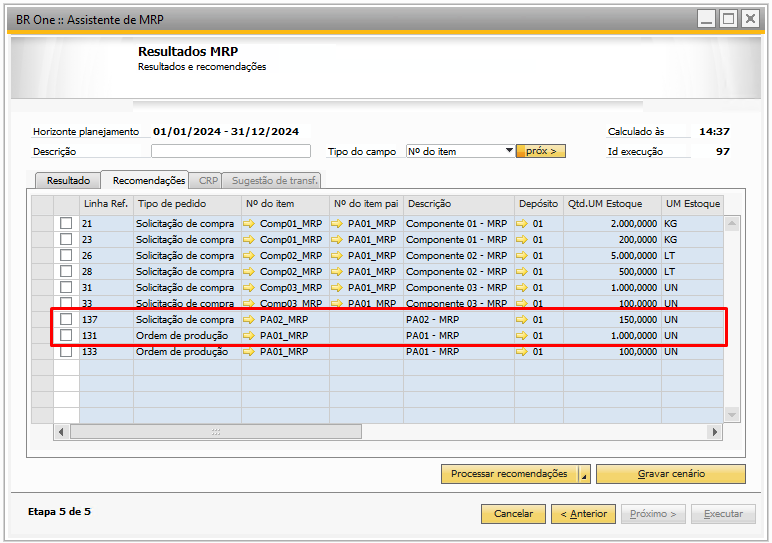 BR One :: Assistente de MRP
Resultados MRP
Resultados e recomendações
Horizonte planejamento 01/01/2024 - 31/12/2024 Calculado às 14:37
Descrição Tipo do campo Nº do item próx > Id execução 97
Resultado Recomendações CRP Sugestão de transf.
Linha Ref. Tipo de pedido Nº do item Nº do item pai Descrição Depósito Qtd.UM Estoque UM Estoque
21 Solicitação de compra Comp01_MRP PA01_MRP Componente 01 - MRP 01 2.000,0000 KG
23 Solicitação de compra Comp01_MRP PA01_MRP Componente 01 - MRP 01 200,0000 KG
26 Solicitação de compra Comp02_MRP PA01_MRP Componente 02 - MRP 01 5.000,0000 LT
28 Solicitação de compra Comp02_MRP PA01_MRP Componente 02 - MRP 01 500,0000 LT
31 Solicitação de compra Comp03_MRP PA01_MRP Componente 03 - MRP 01 1.000,0000 UN
33 Solicitação de compra Comp03_MRP PA01_MRP Componente 03 - MRP 01 100,0000 UN
137 Solicitação de compra PA02_MRP PA02 - MRP 01 150,0000 UN
131 Ordem de produção PA01_MRP PA01 - MRP 01 1.000,0000 UN
133 Ordem de produção PA01_MRP PA01 - MRP 01 100,0000 UN
Processar recomendações Gravar cenário
Etapa 5 de 5 Cancelar < Anterior Próximo > Executar